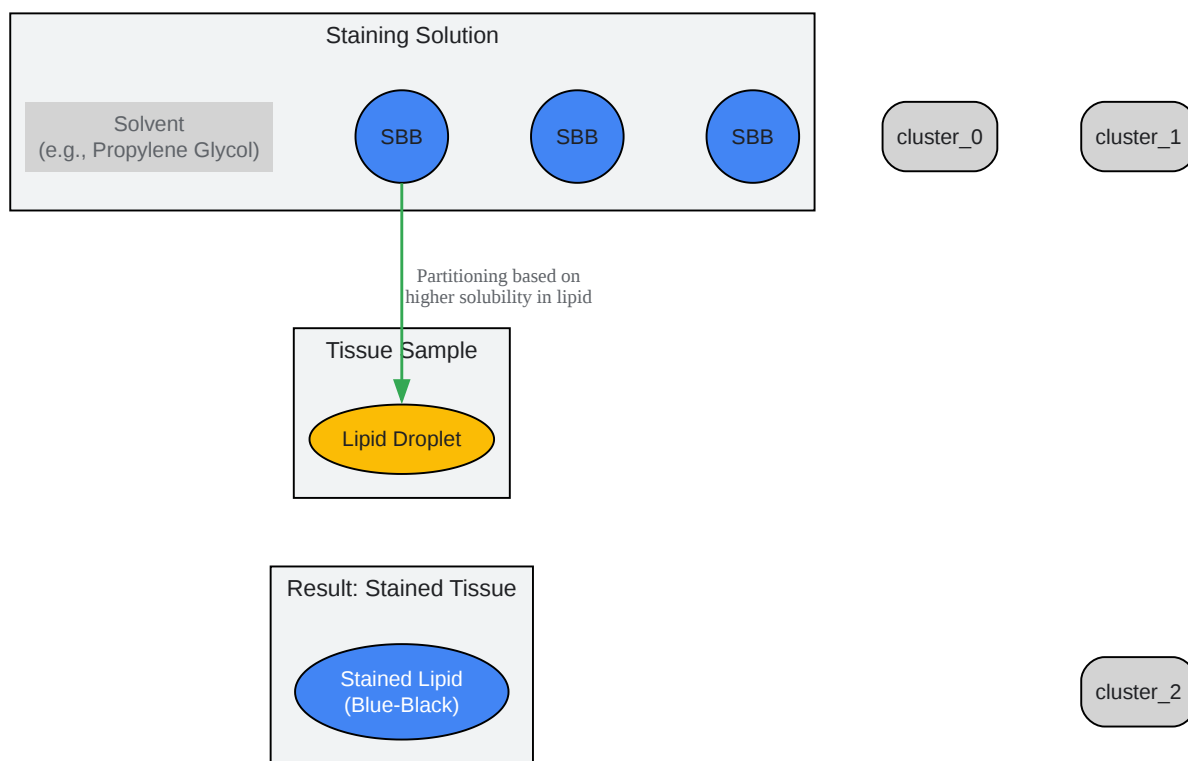 Staining Solution
Solvent
(e.g., Propylene Glycol)
SBB
SBB
SBB
cluster_0
cluster_1
Partitioning based on
higher solubility in lipid
Tissue Sample
Lipid Droplet
Result: Stained Tissue
Stained Lipid
(Blue-Black)
cluster_2